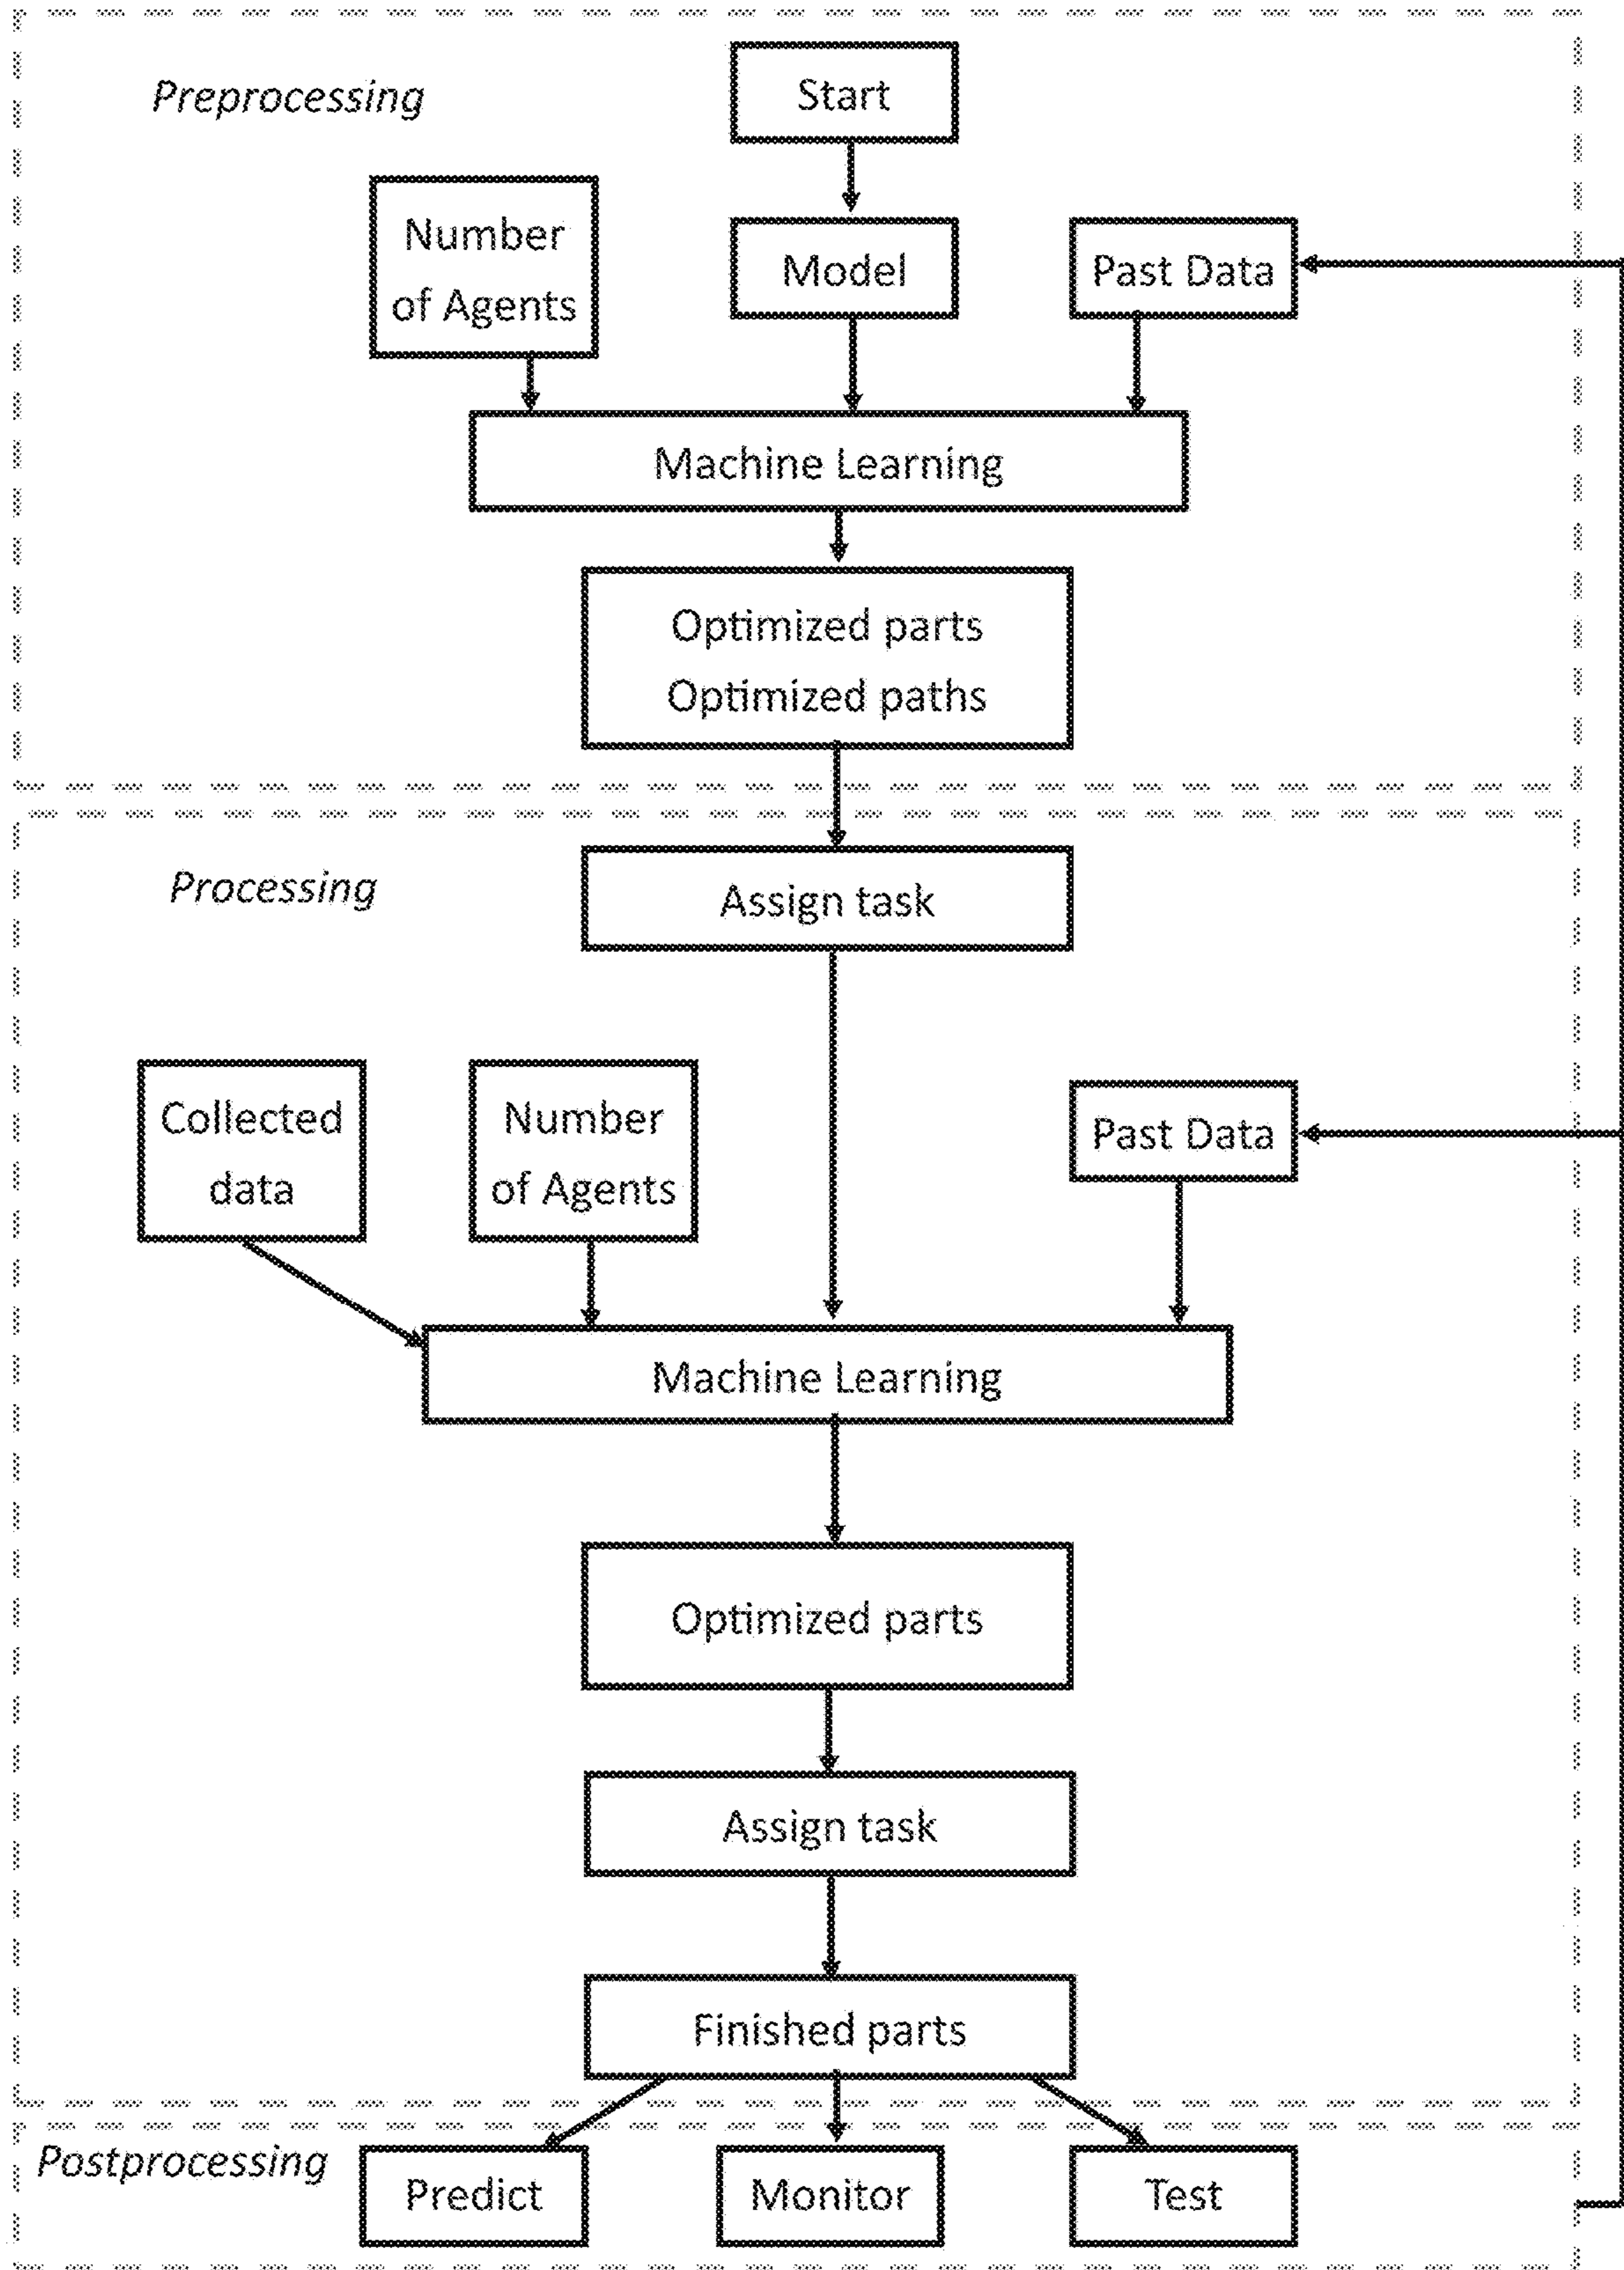 Preprocessing
Start
Number
of Agents
Model
Past Data
Machine Learning
Optimized parts
Optimized paths
Processing
Assign task
Collected
data
Number
of Agents
Past Data
Machine Learning
Optimized parts
Assign task
Finished parts
Postprocessing
Predict
Monitor
Test